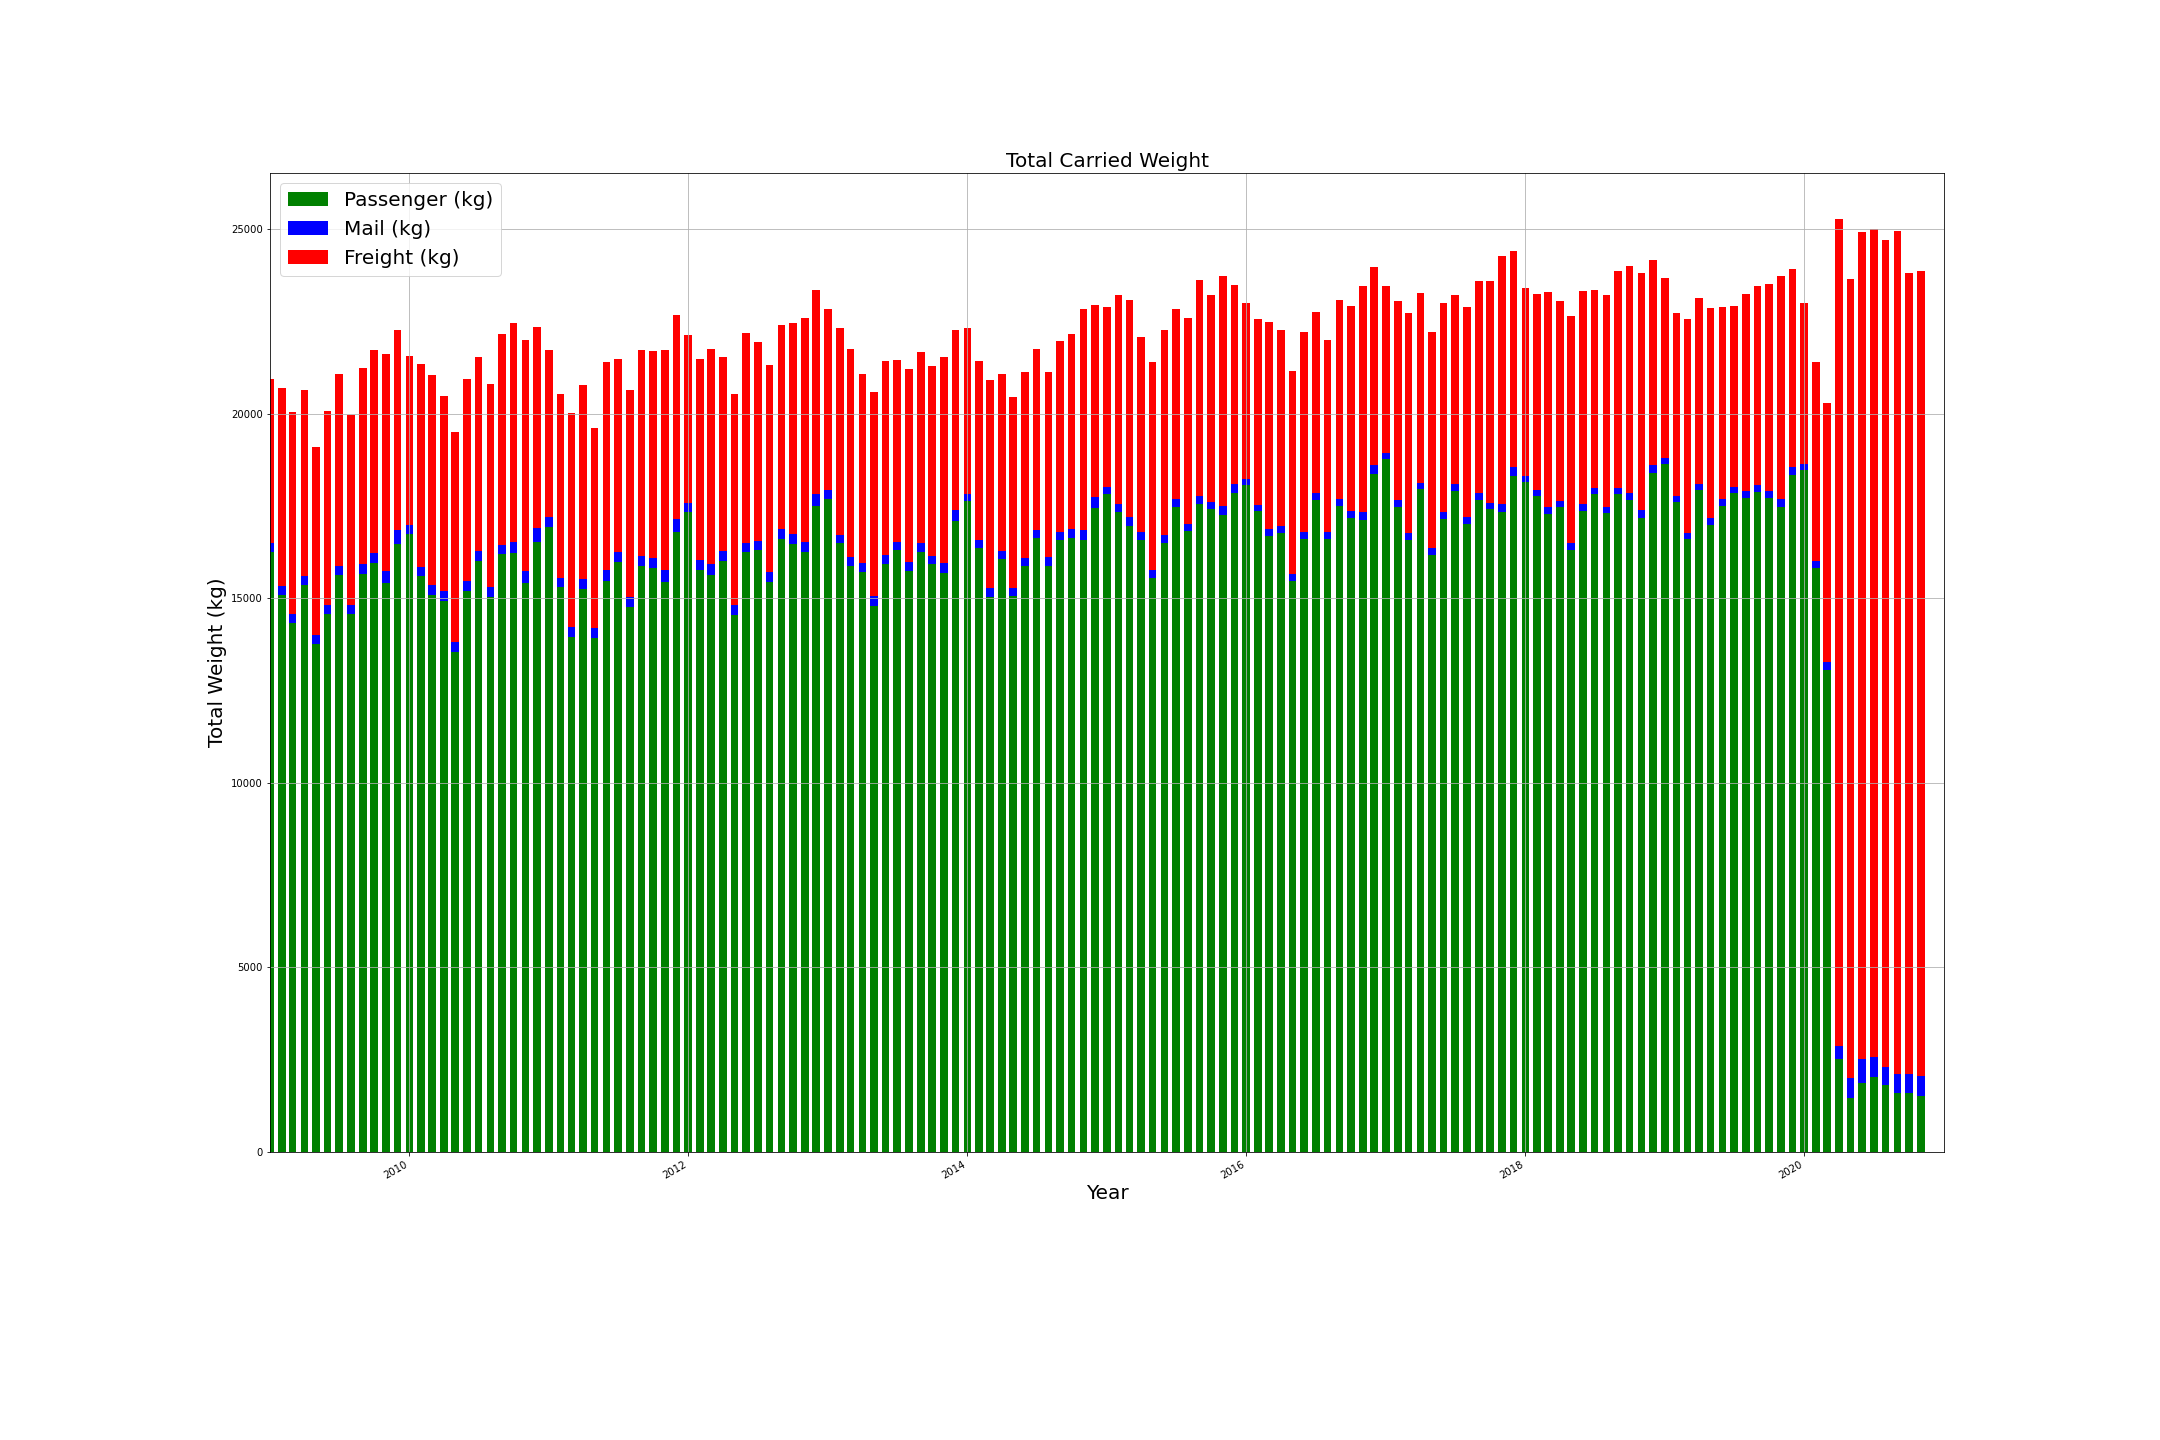 Total Carried Weight
Passenger (kg)
Mail (kg)
Freight (kg)
Total Weight (kg)
25000
20000
15000
10000
5000
0
2010
2012
2014
2016
2018
2020
Year